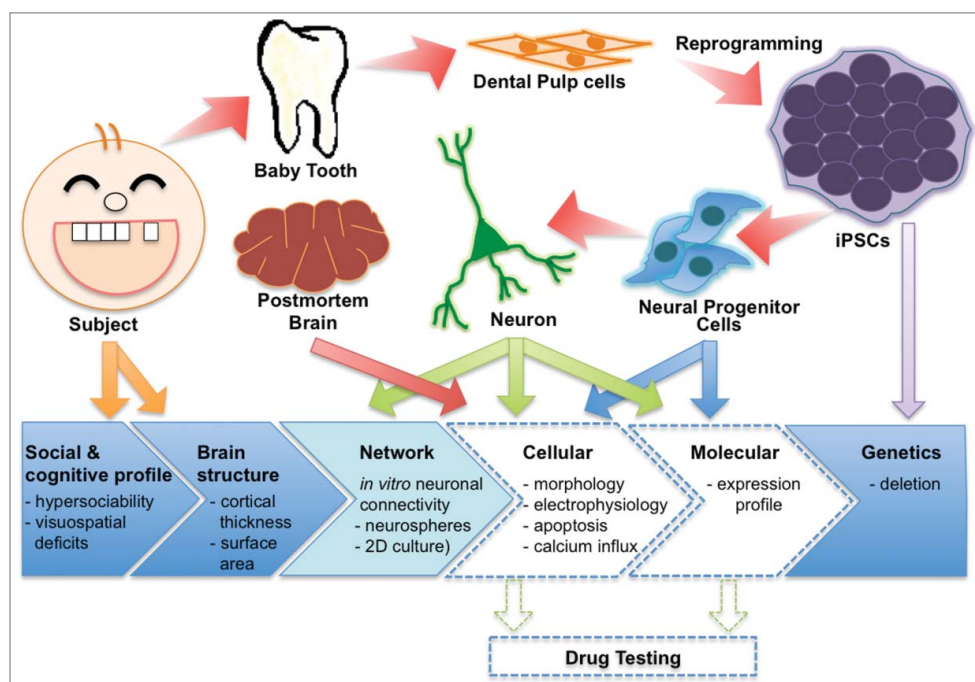 Reprogramming
Dental Pulp cells
Baby Tooth
iPSCs
Subject
Postmortem
Brain
Neuron
Neural Progenitor
Cells
Social &
cognitive profile
- hypersociability
- visuospatial
deficits
Brain
structure
- cortical
thickness
- surface
area
Network
in vitro neuronal
connectivity
- neurospheres
- 2D culture)
Cellular
- morphology
- electrophysiology
- apoptosis
- calcium influx
Molecular
- expression
profile
Genetics
- deletion
Drug Testing